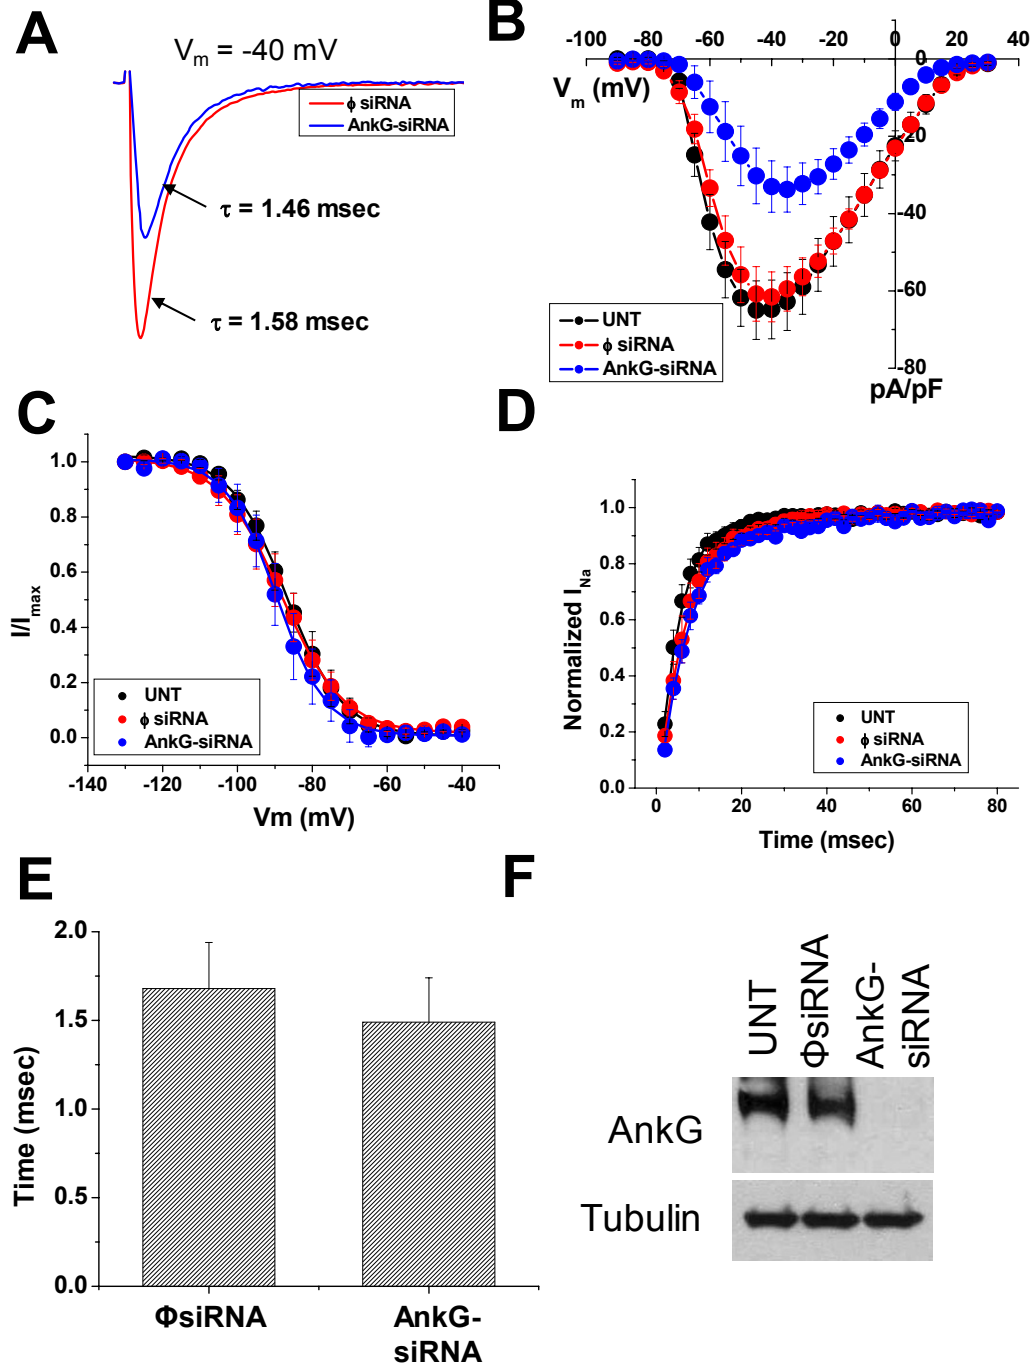 A
V_m = -40 mV
ϕ siRNA
AnkG-siRNA
τ = 1.46 msec
τ = 1.58 msec
B
-100 -80 -60 -40 -20 0 20 40
V_m (mV)
-20
-40
-60
-80
pA/pF
UNT
ϕ siRNA
AnkG-siRNA
C
1.0
0.8
0.6
0.4
0.2
0.0
I/I_max
UNT
ϕ siRNA
AnkG-siRNA
-140 -120 -100 -80 -60 -40
Vm (mV)
D
1.0
0.8
0.6
0.4
0.2
0.0
Normalized I_Na
UNT
ϕ siRNA
AnkG-siRNA
0 20 40 60 80
Time (msec)
E
2.0
1.5
1.0
0.5
0.0
Time (msec)
ΦsiRNA
AnkG-
siRNA
F
UNT
ΦsiRNA
AnkG-
siRNA
AnkG
Tubulin